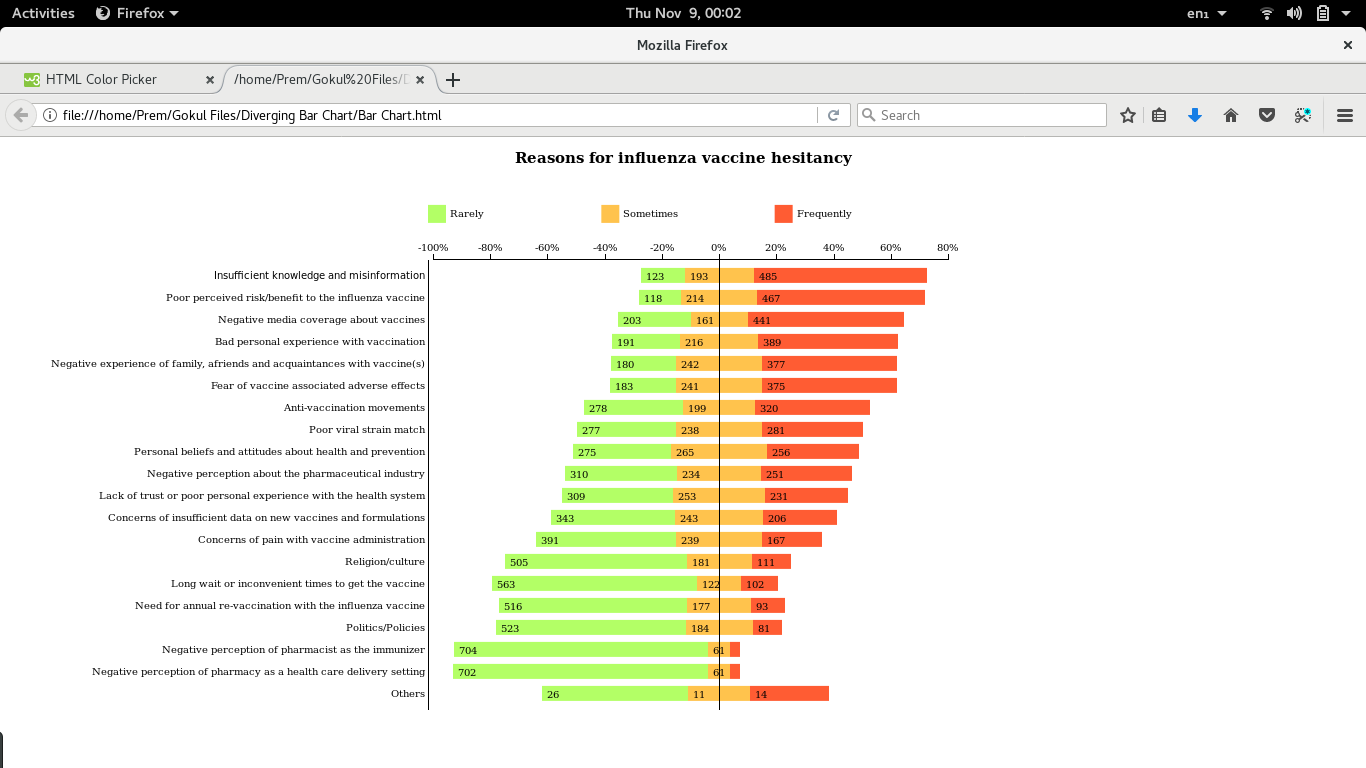 Activities Firefox Thu Nov 9, 00:02 en₁
Mozilla Firefox
HTML Color Picker /home/Prem/Gokul%20Files/D
file:///home/Prem/Gokul Files/Diverging Bar Chart/Bar Chart.html Search
Reasons for influenza vaccine hesitancy
Rarely Sometimes Frequently
-100% -80% -60% -40% -20% 0% 20% 40% 60% 80%
Insufficient knowledge and misinformation 123 193 485
Poor perceived risk/benefit to the influenza vaccine 118 214 467
Negative media coverage about vaccines 203 161 441
Bad personal experience with vaccination 191 216 389
Negative experience of family, afriends and acquaintances with vaccine(s) 180 242 377
Fear of vaccine associated adverse effects 183 241 375
Anti-vaccination movements 278 199 320
Poor viral strain match 277 238 281
Personal beliefs and attitudes about health and prevention 275 265 256
Negative perception about the pharmaceutical industry 310 234 251
Lack of trust or poor personal experience with the health system 309 253 231
Concerns of insufficient data on new vaccines and formulations 343 243 206
Concerns of pain with vaccine administration 391 239 167
Religion/culture 505 181 111
Long wait or inconvenient times to get the vaccine 563 122 102
Need for annual re-vaccination with the influenza vaccine 516 177 93
Politics/Policies 523 184 81
Negative perception of pharmacist as the immunizer 704 61
Negative perception of pharmacy as a health care delivery setting 702 61
Others 26 11 14